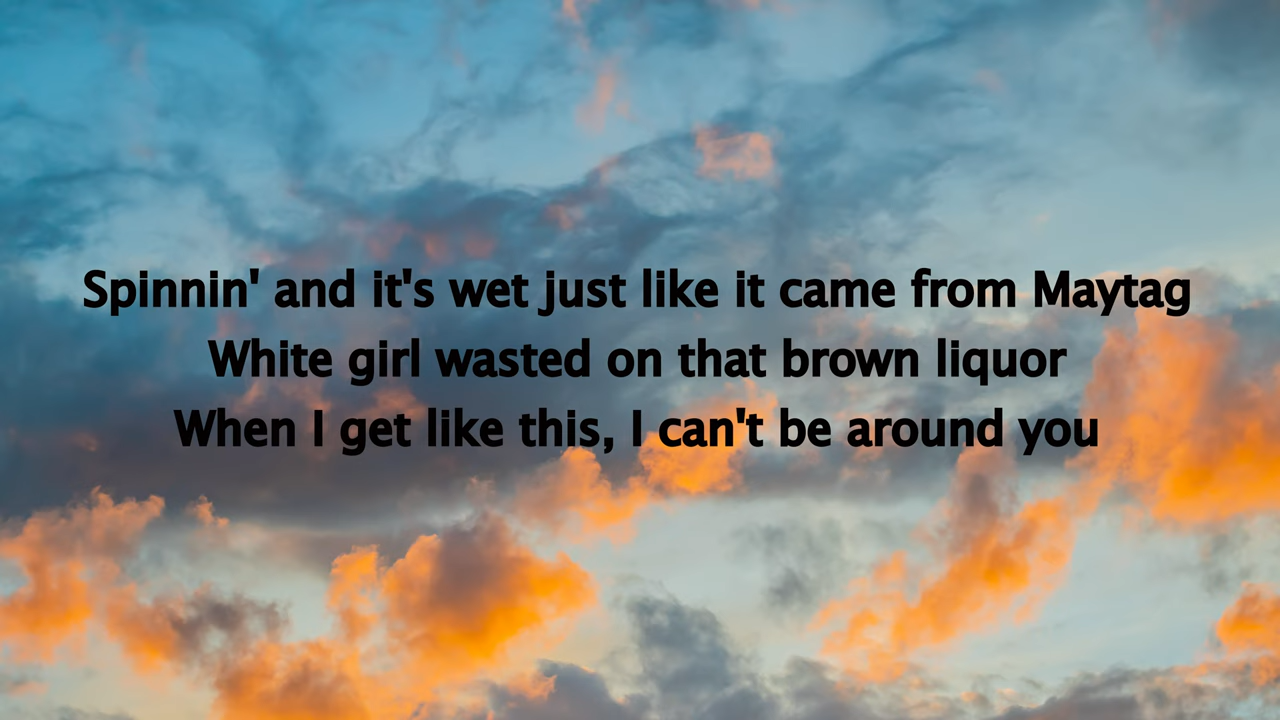 Spinnin' and it's wet just like it came from Maytag
White girl wasted on that brown liquor
When I get like this, I can't be around you